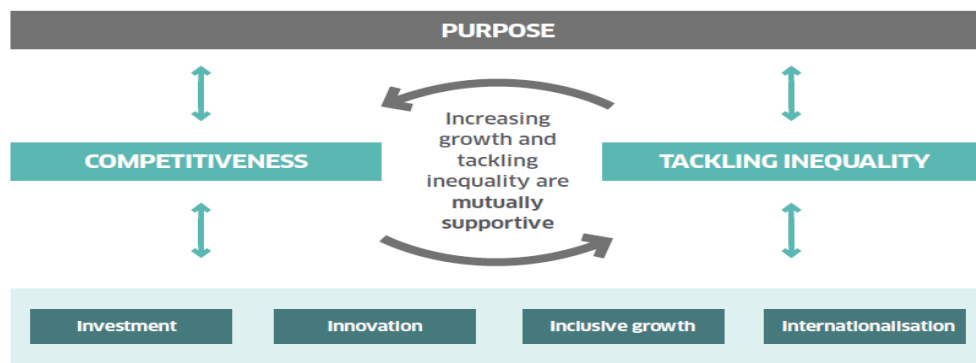 PURPOSE
COMPETITIVENESS
Increasing
growth and
tackling
inequality are
mutually
supportive
TACKLING INEQUALITY
Investment
Innovation
Inclusive growth
Internationalisation